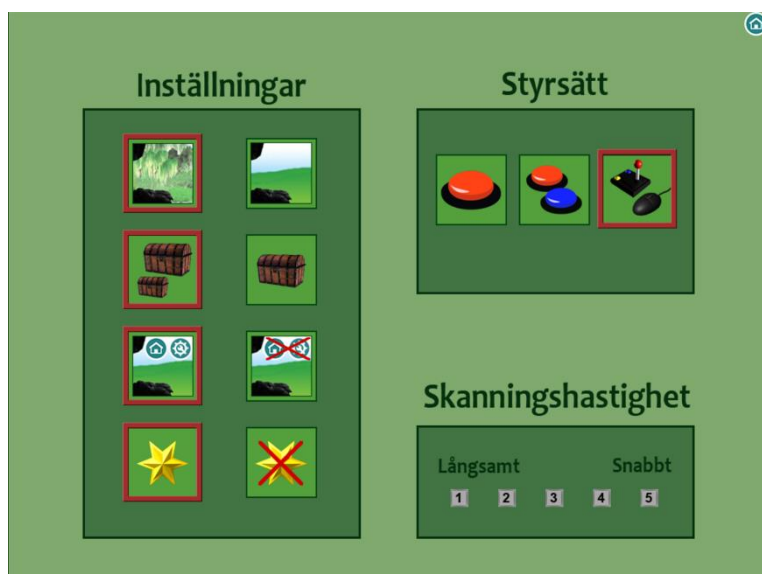 Inställningar
Styrsätt
Skanningshastighet
Långsamt Snabbt
1 2 3 4 5